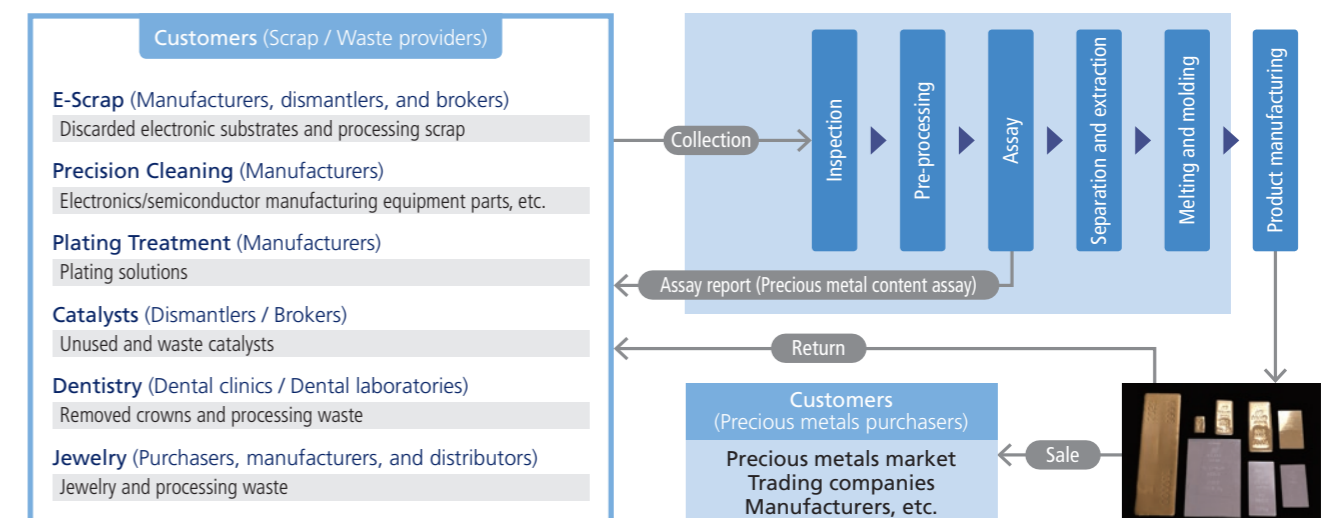 Customers (Scrap / Waste providers)
E-Scrap (Manufacturers, dismantlers, and brokers)
Discarded electronic substrates and processing scrap
Precision Cleaning (Manufacturers)
Electronics/semiconductor manufacturing equipment parts, etc.
Plating Treatment (Manufacturers)
Plating solutions
Catalysts (Dismantlers / Brokers)
Unused and waste catalysts
Dentistry (Dental clinics / Dental laboratories)
Removed crowns and processing waste
Jewelry (Purchasers, manufacturers, and distributors)
Jewelry and processing waste
Collection
Inspection
Pre-processing
Assay
Separation and extraction
Melting and molding
Product manufacturing
Assay report (Precious metal content assay)
Return
Customers
(Precious metals purchasers)
Precious metals market
Trading companies
Manufacturers, etc.
Sale